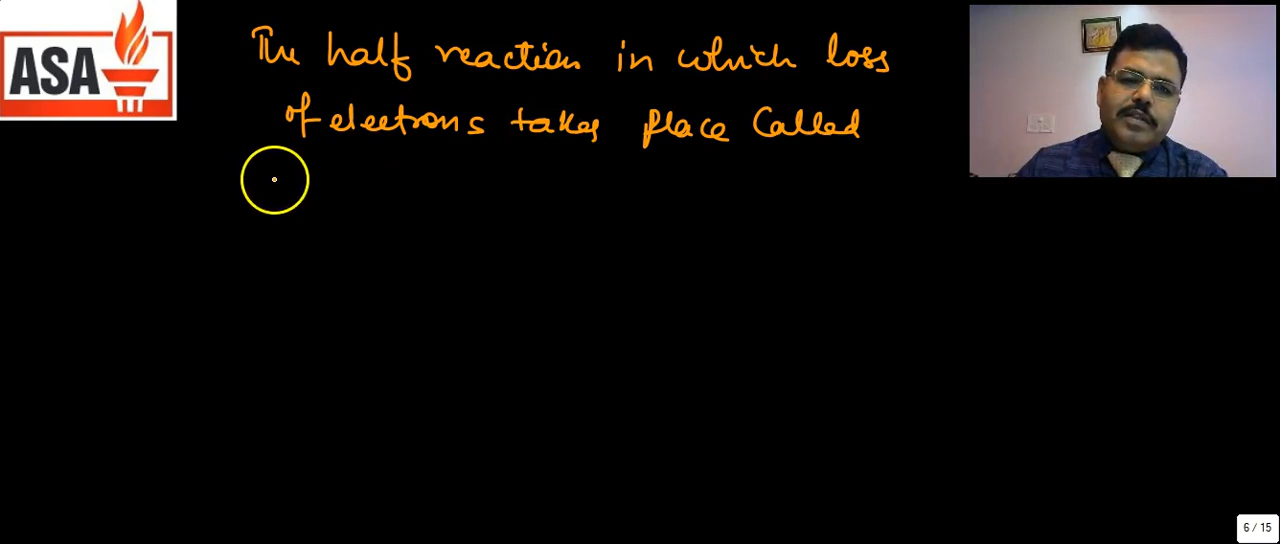 ASA
The half reaction in which loss
of electrons takes place Called
6 / 15